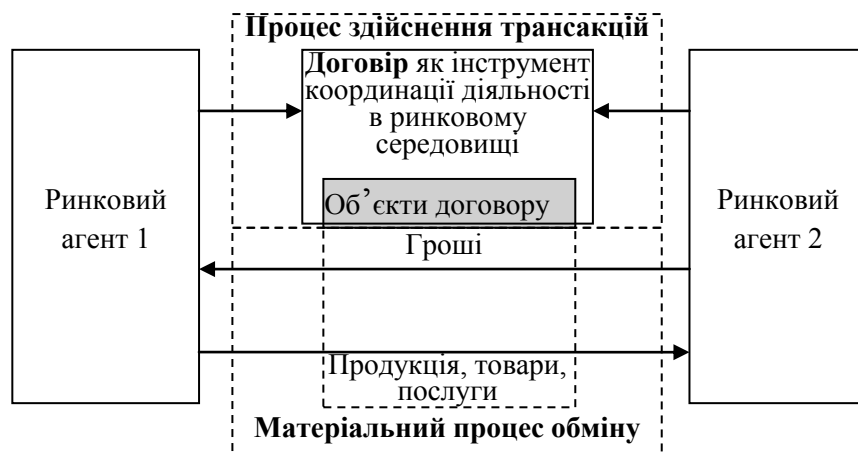 Процес здійснення трансакцій
Договір як інструмент
координації діяльності
в ринковому
середовищі
Об’єкти договору
Ринковий
агент 1
Ринковий
агент 2
Гроші
Продукція, товари,
послуги
Матеріальний процес обміну